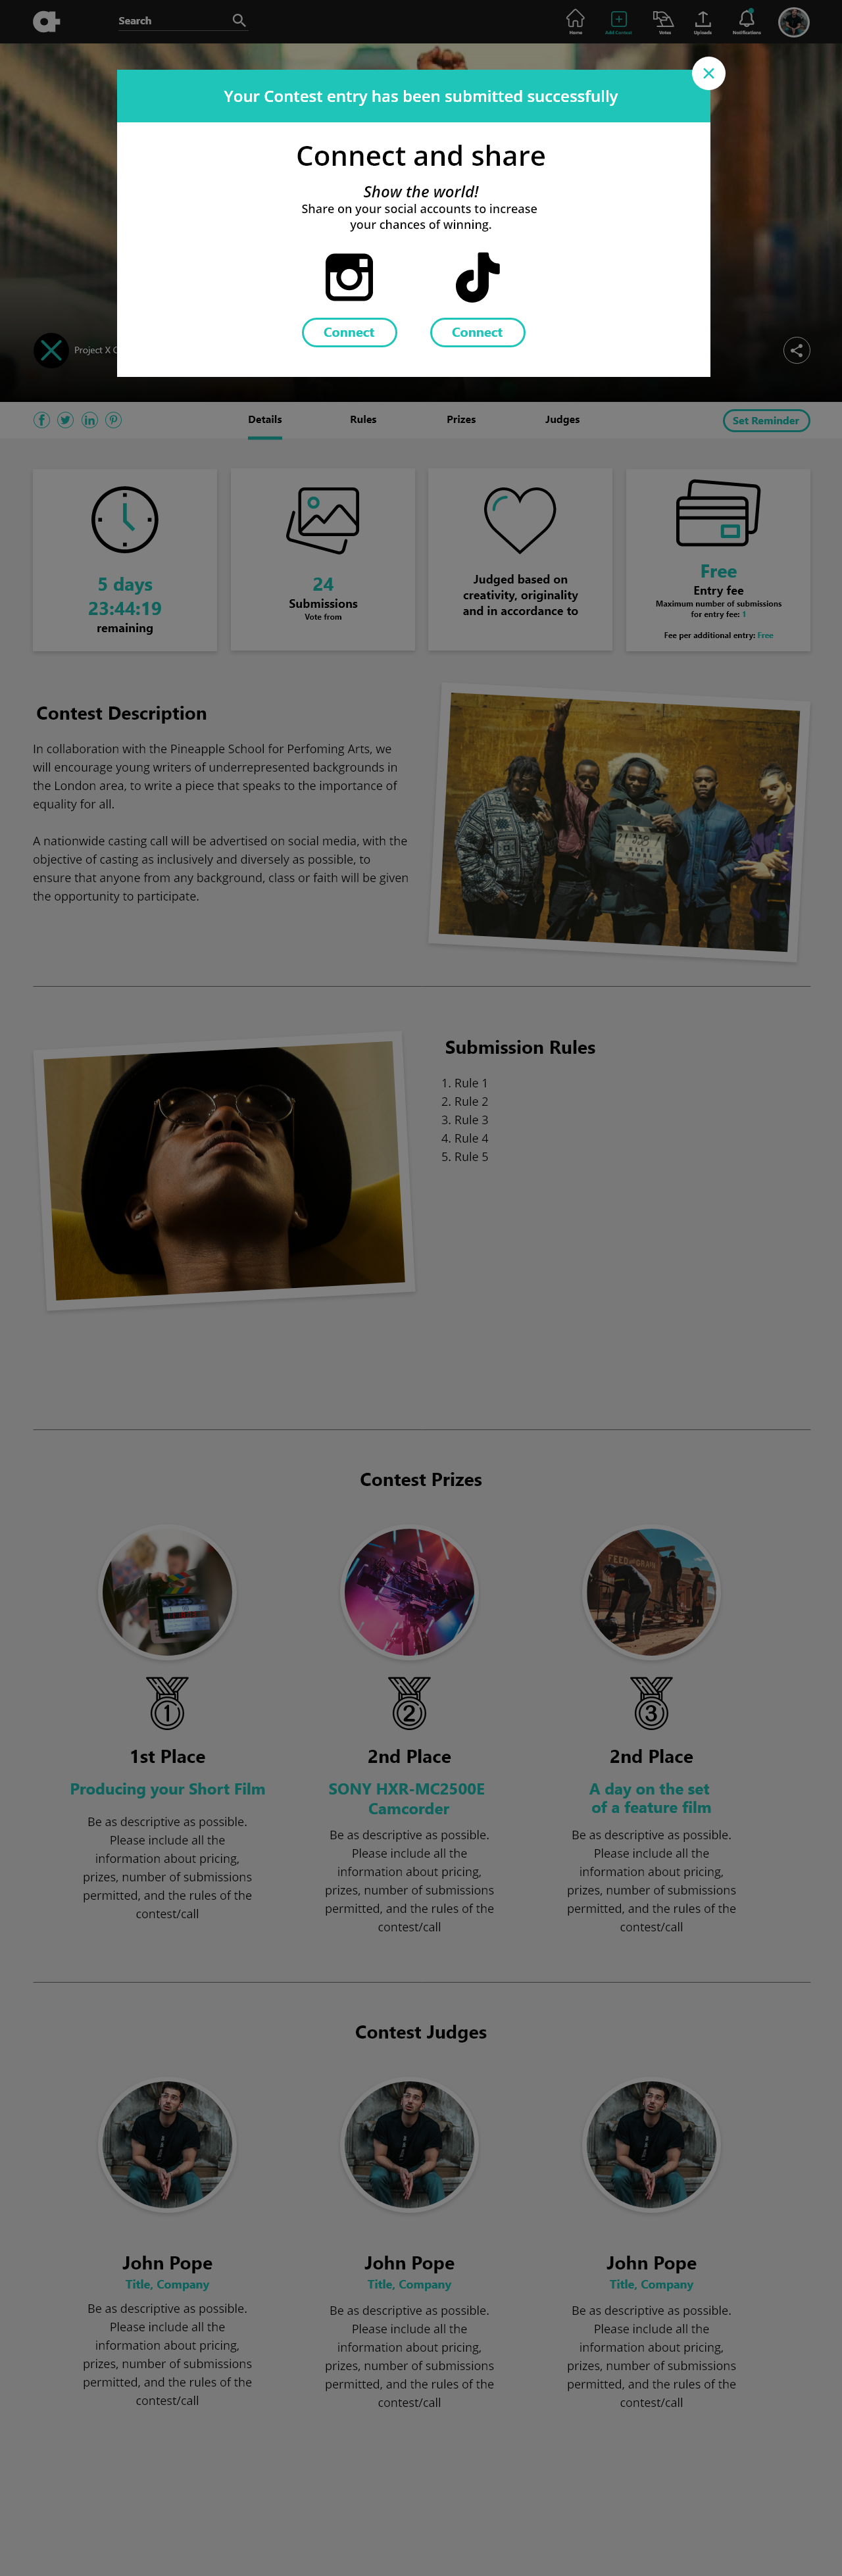 Search
Home
Add Contest
Votes
Uploads
Notifications
Your Contest entry has been submitted successfully
Connect and share
Show the world!
Share on your social accounts to increase
your chances of winning.
Connect
Connect
Project X
Details
Rules
Prizes
Judges
Set Reminder
5 days
23:44:19
remaining
24
Submissions
Vote from
Judged based on
creativity, originality
and in accordance to
Free
Entry fee
Maximum number of submissions
for entry fee: 1
Fee per additional entry: Free
Contest Description
In collaboration with the Pineapple School for Perfoming Arts, we
will encourage young writers of underrepresented backgrounds in
the London area, to write a piece that speaks to the importance of
equality for all.
A nationwide casting call will be advertised on social media, with the
objective of casting as inclusively and diversely as possible, to
ensure that anyone from any background, class or faith will be given
the opportunity to participate.
Submission Rules
1. Rule 1
2. Rule 2
3. Rule 3
4. Rule 4
5. Rule 5
Contest Prizes
FEED & GRAIN
1
2
3
1st Place
2nd Place
2nd Place
Producing your Short Film
SONY HXR-MC2500E
Camcorder
A day on the set
of a feature film
Be as descriptive as possible.
Please include all the
information about pricing,
prizes, number of submissions
permitted, and the rules of the
contest/call
Be as descriptive as possible.
Please include all the
information about pricing,
prizes, number of submissions
permitted, and the rules of the
contest/call
Be as descriptive as possible.
Please include all the
information about pricing,
prizes, number of submissions
permitted, and the rules of the
contest/call
Contest Judges
John Pope
Title, Company
Be as descriptive as possible.
Please include all the
information about pricing,
prizes, number of submissions
permitted, and the rules of the
contest/call
John Pope
Title, Company
Be as descriptive as possible.
Please include all the
information about pricing,
prizes, number of submissions
permitted, and the rules of the
contest/call
John Pope
Title, Company
Be as descriptive as possible.
Please include all the
information about pricing,
prizes, number of submissions
permitted, and the rules of the
contest/call